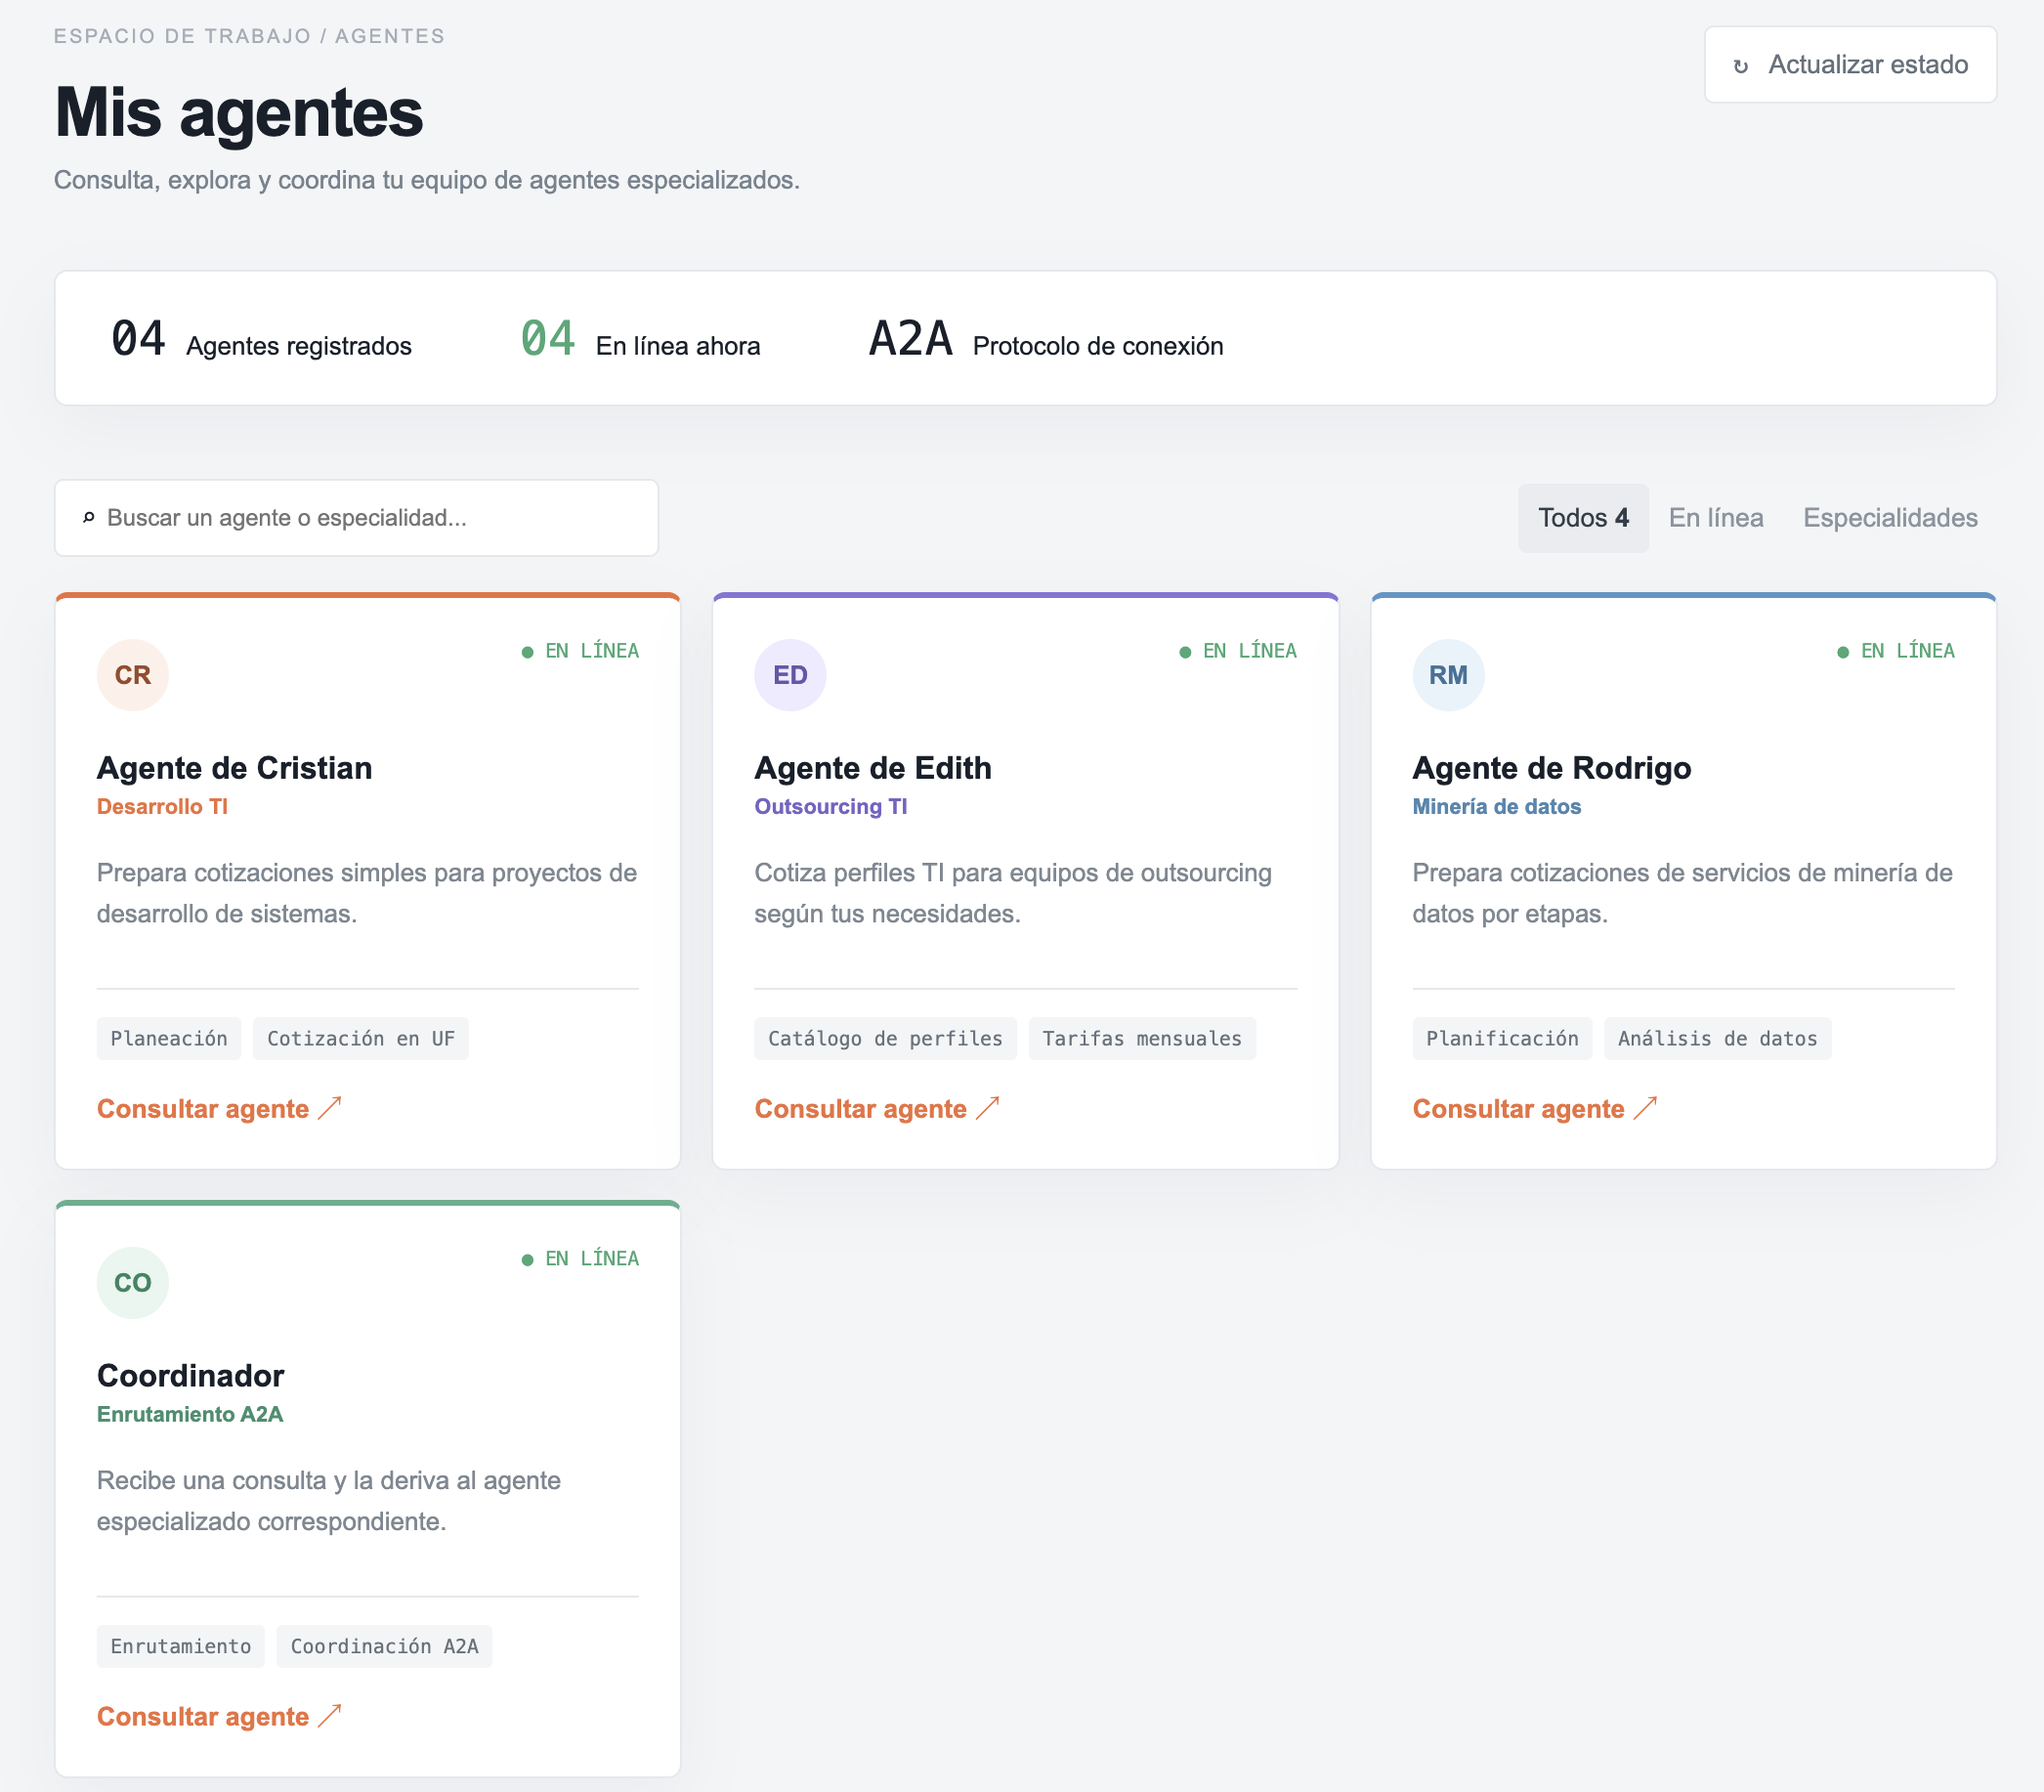 ESPACIO DE TRABAJO / AGENTES
↻ Actualizar estado
Mis agentes
Consulta, explora y coordina tu equipo de agentes especializados.
04 Agentes registrados
04 En línea ahora
A2A Protocolo de conexión
Buscar un agente o especialidad...
Todos 4
En línea
Especialidades
CR
EN LÍNEA
Agente de Cristian
Desarrollo TI
Prepara cotizaciones simples para proyectos de
desarrollo de sistemas.
Planeación
Cotización en UF
Consultar agente ↗
ED
EN LÍNEA
Agente de Edith
Outsourcing TI
Cotiza perfiles TI para equipos de outsourcing
según tus necesidades.
Catálogo de perfiles
Tarifas mensuales
Consultar agente ↗
RM
EN LÍNEA
Agente de Rodrigo
Minería de datos
Prepara cotizaciones de servicios de minería de
datos por etapas.
Planificación
Análisis de datos
Consultar agente ↗
CO
EN LÍNEA
Coordinador
Enrutamiento A2A
Recibe una consulta y la deriva al agente
especializado correspondiente.
Enrutamiento
Coordinación A2A
Consultar agente ↗